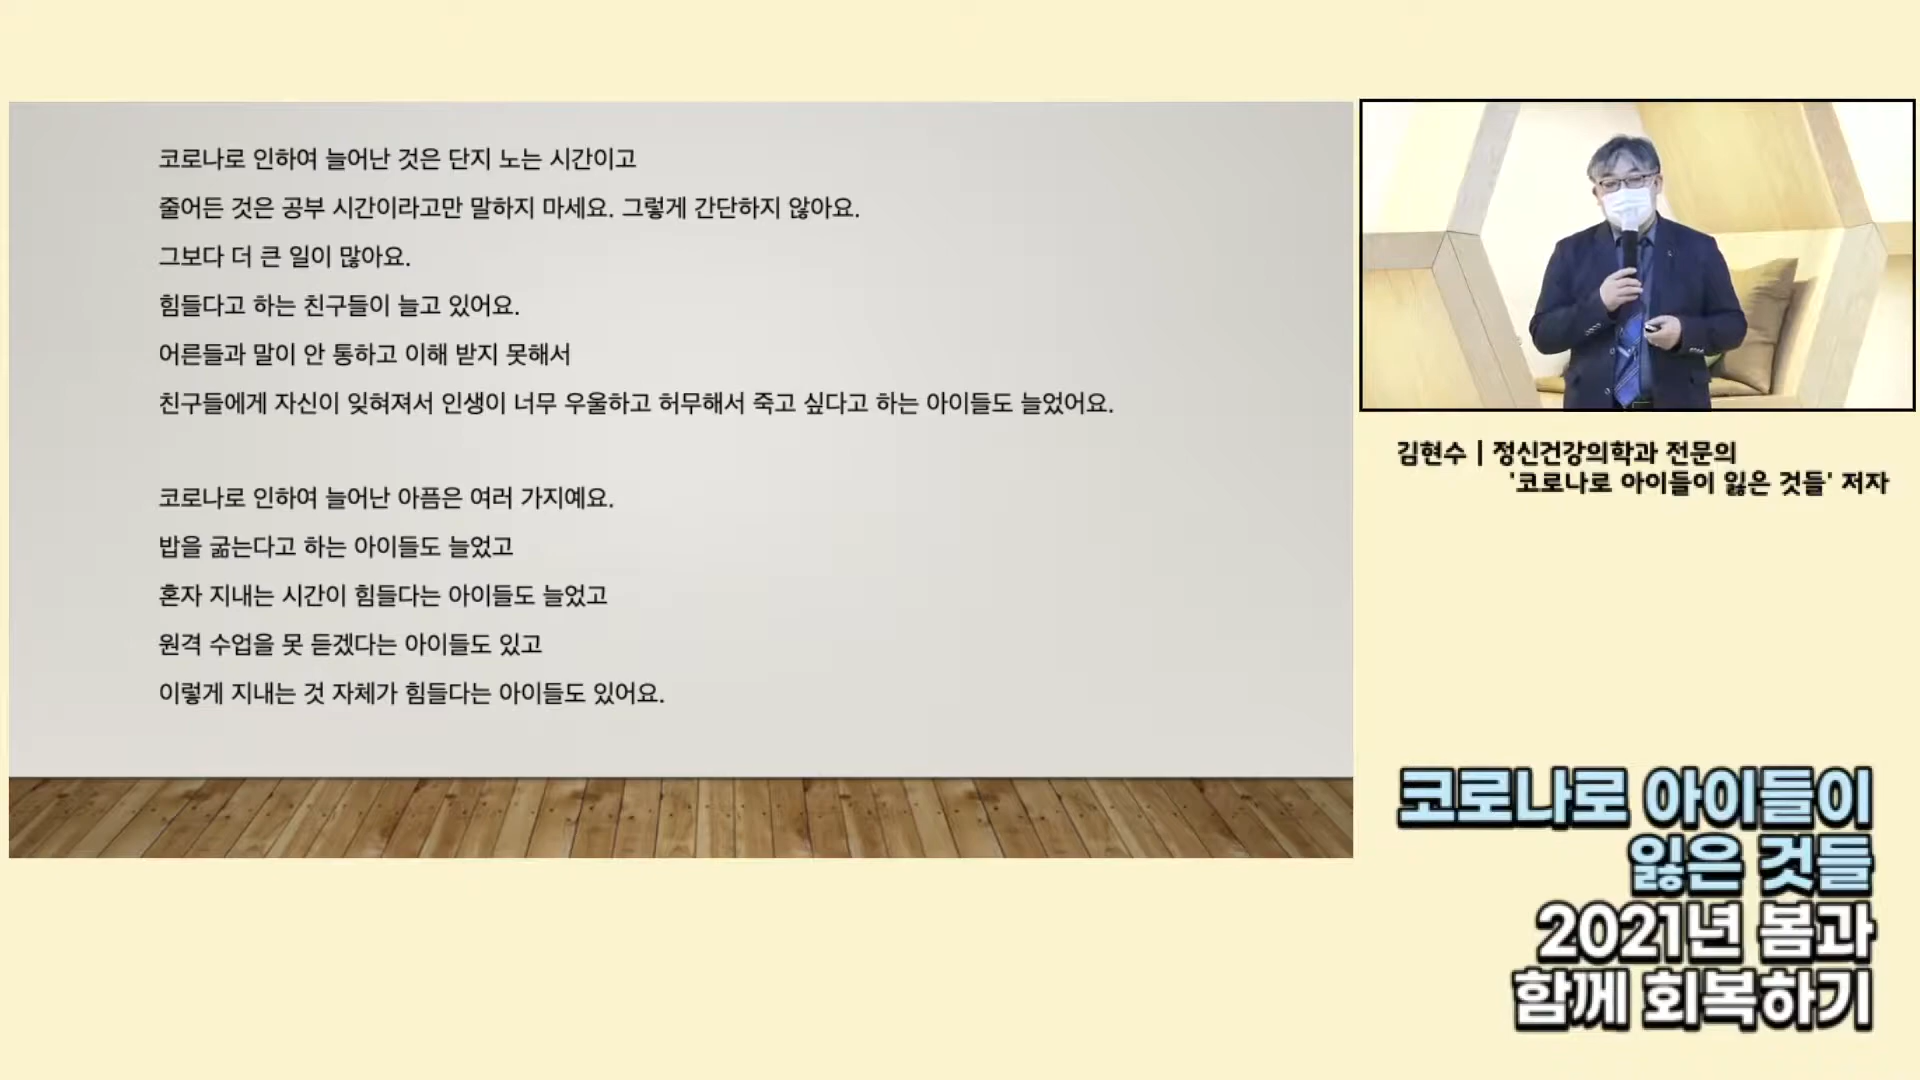 코로나로 인하여 늘어난 것은 단지 노는 시간이고
줄어든 것은 공부 시간이라고만 말하지 마세요. 그렇게 간단하지 않아요.
그보다 더 큰 일이 많아요.
힘들다고 하는 친구들이 늘고 있어요.
어른들과 말이 안 통하고 이해 받지 못해서
친구들에게 자신이 잊혀져서 인생이 너무 우울하고 허무해서 죽고 싶다고 하는 아이들도 늘었어요.
코로나로 인하여 늘어난 아픔은 여러 가지예요.
밥을 굶는다고 하는 아이들도 늘었고
혼자 지내는 시간이 힘들다는 아이들도 늘었고
원격 수업을 못 듣겠다는 아이들도 있고
이렇게 지내는 것 자체가 힘들다는 아이들도 있어요.
김현수 | 정신건강의학과 전문의
'코로나로 아이들이 잃은 것들' 저자
코로나로 아이들이
잃은 것들
2021년 봄과
함께 회복하기